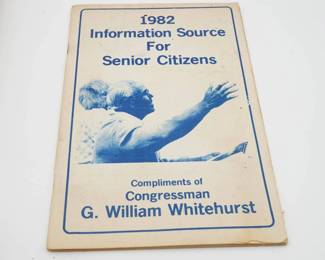 1982
Information Source
For
Senior Citizens
Compliments of
Congressman
G. William Whitehurst